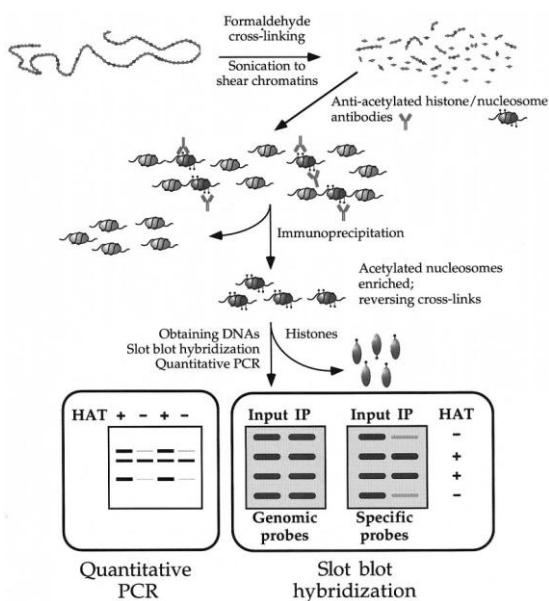 Formaldehyde
cross-linking
Sonication to
shear chromatins
Anti-acetylated histone/nucleosome
antibodies
Immunoprecipitation
Acetylated nucleosomes
enriched;
reversing cross-links
Obtaining DNAs
Slot blot hybridization
Quantitative PCR
Histones
HAT + - + -
Input IP Input IP HAT
-
+
+
-
Genomic
probes
Specific
probes
Quantitative
PCR
Slot blot
hybridization